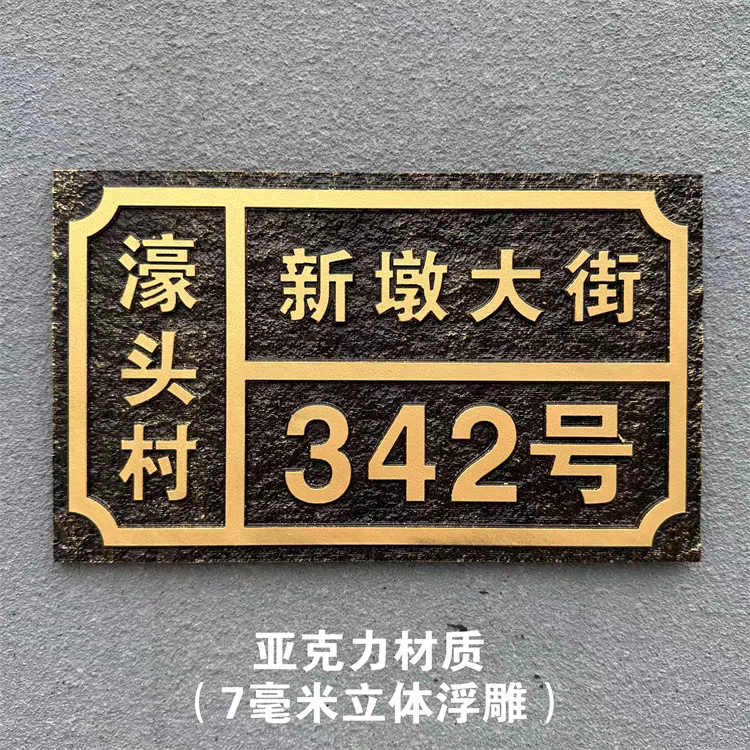 濠头村
新墩大街
342号
亚克力材质
（7毫米立体浮雕）